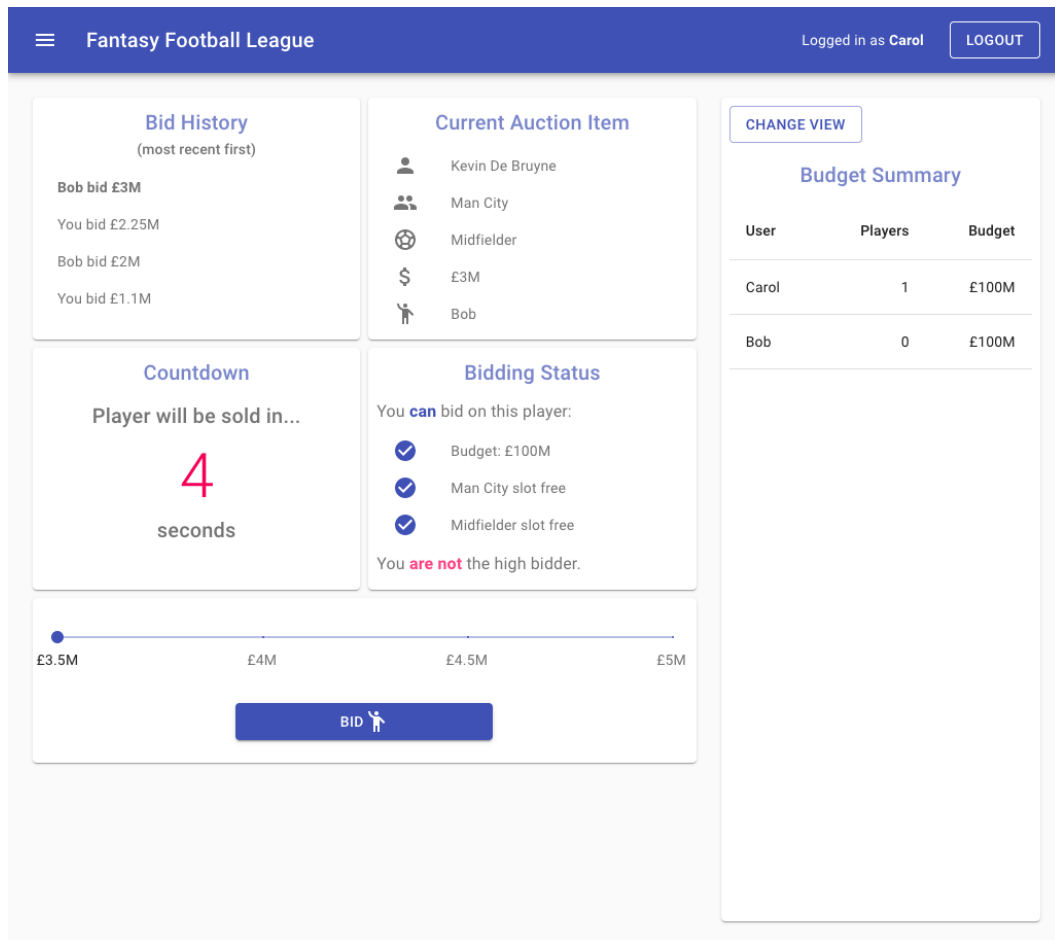 Fantasy Football League
Logged in as Carol
LOGOUT
Bid History
(most recent first)
Bob bid £3M
You bid £2.25M
Bob bid £2M
You bid £1.1M
Current Auction Item
Kevin De Bruyne
Man City
Midfielder
£3M
Bob
Countdown
Player will be sold in...
4
seconds
Bidding Status
You can bid on this player:
Budget: £100M
Man City slot free
Midfielder slot free
You are not the high bidder.
£3.5M £4M £4.5M £5M
BID
CHANGE VIEW
Budget Summary
User Players Budget
Carol 1 £100M
Bob 0 £100M